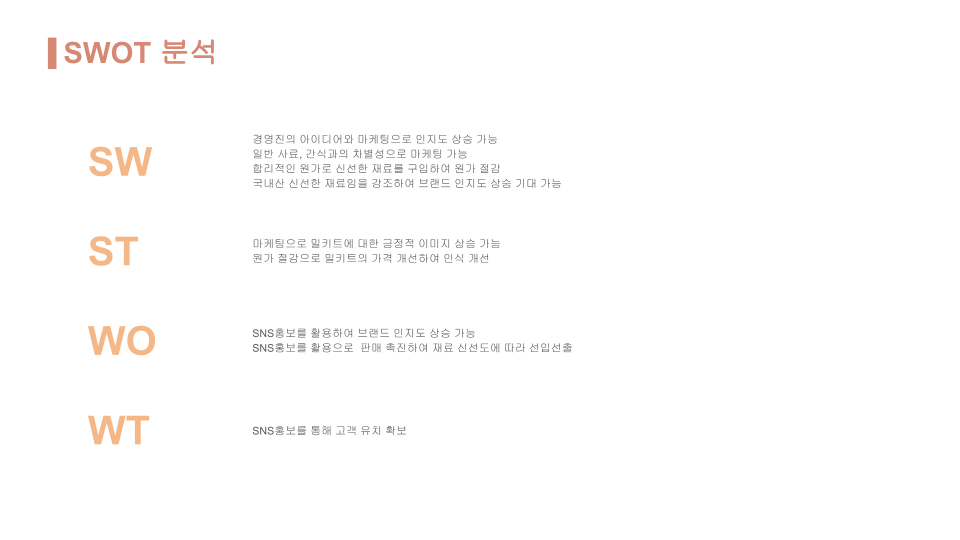 SWOT 분석
SW
경영진의 아이디어와 마케팅으로 인지도 상승 가능
일반 사료, 간식과의 차별성으로 마케팅 가능
합리적인 원가로 신선한 재료를 구입하여 원가 절감
국내산 신선한 재료임을 강조하여 브랜드 인지도 상승 기대 가능
ST
마케팅으로 밀키트에 대한 긍정적 이미지 상승 가능
원가 절감으로 밀키트의 가격 개선하여 인식 개선
WO
SNS홍보를 활용하여 브랜드 인지도 상승 가능
SNS홍보를 활용으로  판매 촉진하여 재료 신선도에 따라 선입선출
WT
SNS홍보를 통해 고객 유치 확보